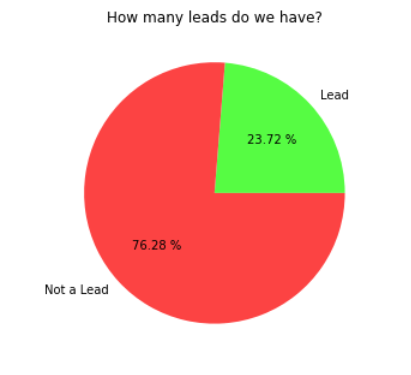 How many leads do we have?
Lead
23.72 %
76.28 %
Not a Lead